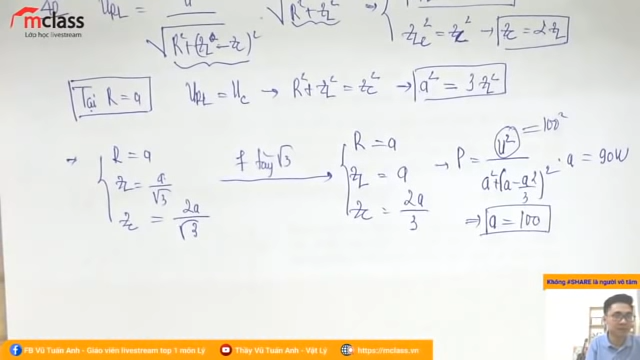 mclass
Lớp học livestream
U_RL = U / √(R² + (Z_L - Z_C)²) . √(R² + Z_L²)
Z_C² = Z_C² → Z_C = 2Z_L
Tại R = a
U_RL = U_C → R² + Z_L² = Z_C² → a² = 3Z_L²
⇒ { R = a
Z_L = a/√3
Z_C = 2a/√3
f tăng √3
{ R = a
Z_L = a
Z_C = 2a/3
→ P = U² / (a² + (a - a2/3)²) . a = 90W
= 100²
⇒ a = 100
Không #SHARE là người vô tâm
FB Vũ Tuấn Anh - Giáo viên livestream top 1 môn Lý
Thầy Vũ Tuấn Anh - Vật Lý
https://mclass.vn